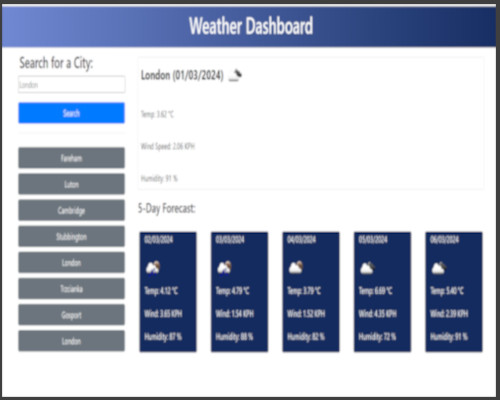 Weather Dashboard
Search for a City:
London
Search
Fareham
Luton
Cambridge
Stubbington
London
Gosport
London
London (01/03/2024)
Temp: 3.62 °C
Wind Speed: 2.06 KPH
Humidity: 91 %
5-Day Forecast:
02/03/2024
Temp: 4.12 °C
Wind: 3.65 KPH
Humidity: 87 %
03/03/2024
Temp: 4.79 °C
Wind: 1.54 KPH
Humidity: 88 %
04/03/2024
Temp: 3.79 °C
Wind: 1.52 KPH
Humidity: 82 %
05/03/2024
Temp: 6.69 °C
Wind: 4.35 KPH
Humidity: 72 %
06/03/2024
Temp: 5.40 °C
Wind: 2.39 KPH
Humidity: 91 %